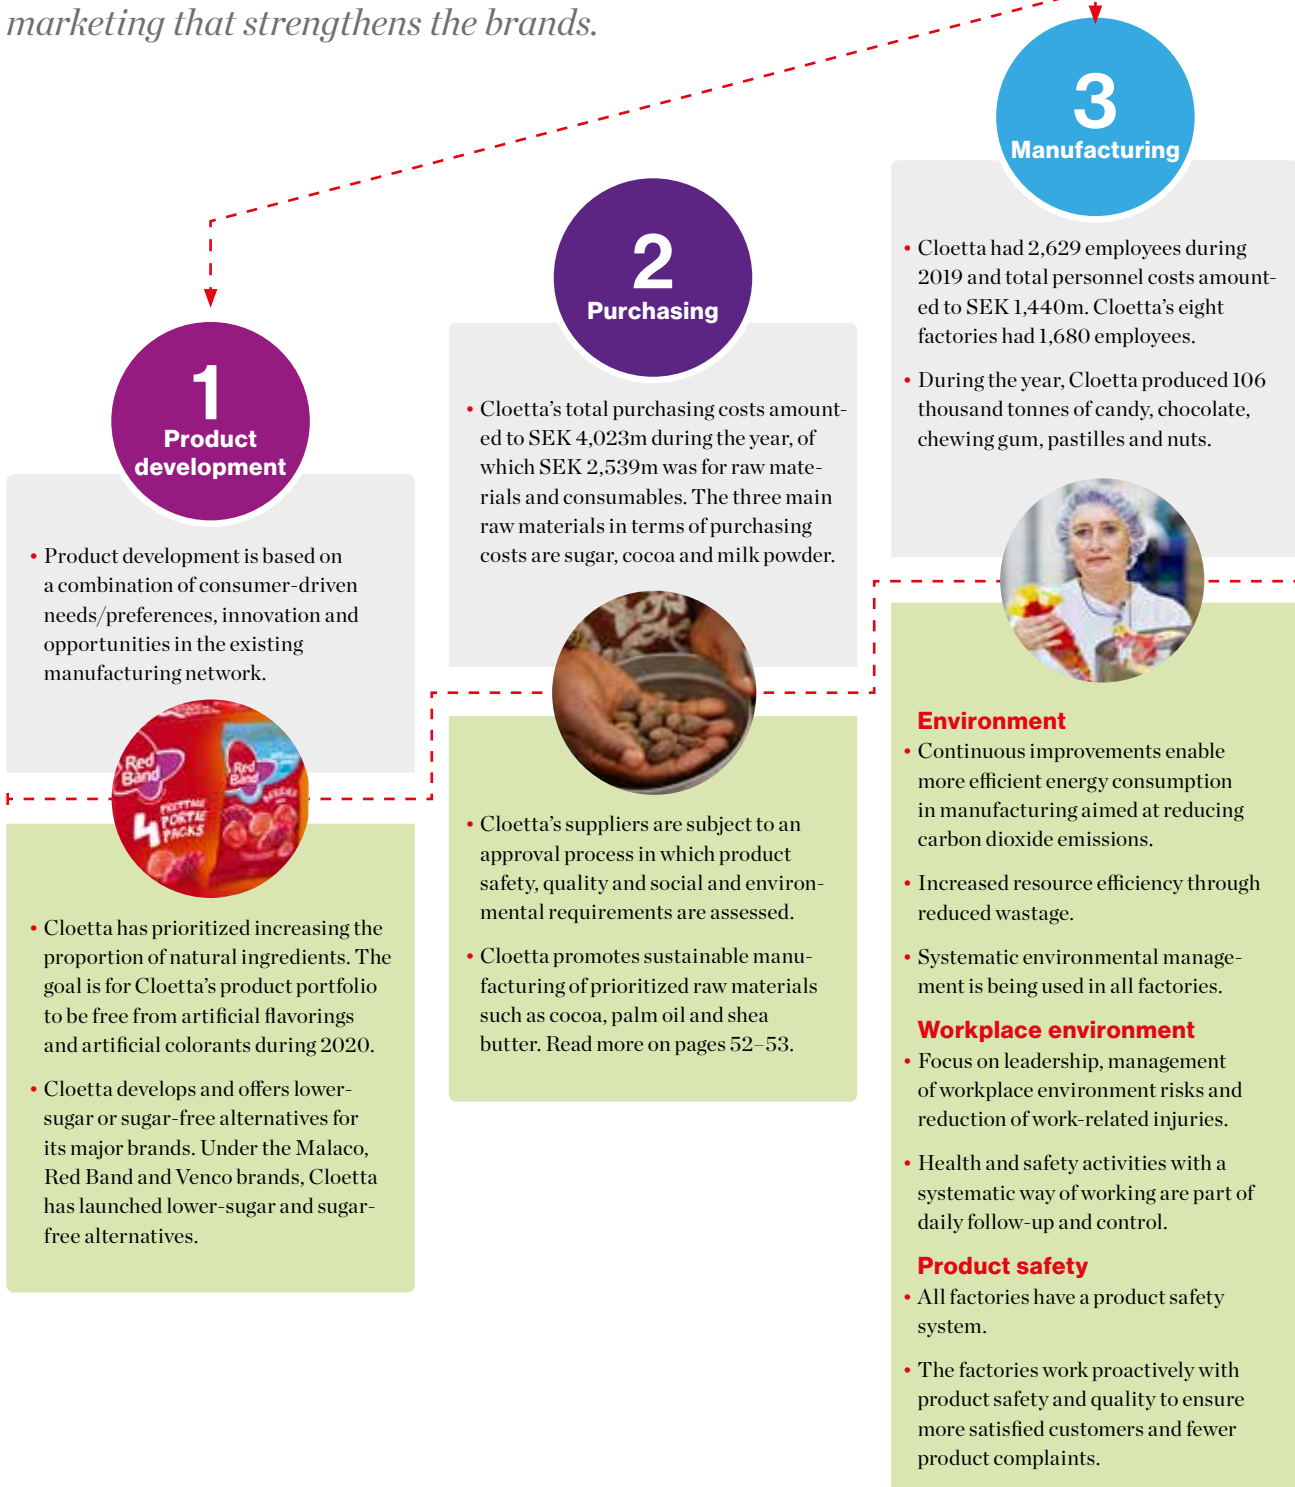 marketing that strengthens the brands.
1
Product
development
• Product development is based on
a combination of consumer-driven
needs/preferences, innovation and
opportunities in the existing
manufacturing network.
Red
Band
Red
Band
4
PORTIE
PACKS
• Cloetta has prioritized increasing the
proportion of natural ingredients. The
goal is for Cloetta’s product portfolio
to be free from artificial flavorings
and artificial colorants during 2020.
• Cloetta develops and offers lower-
sugar or sugar-free alternatives for
its major brands. Under the Malaco,
Red Band and Venco brands, Cloetta
has launched lower-sugar and sugar-
free alternatives.
2
Purchasing
• Cloetta’s total purchasing costs amount-
ed to SEK 4,023m during the year, of
which SEK 2,539m was for raw mate-
rials and consumables. The three main
raw materials in terms of purchasing
costs are sugar, cocoa and milk powder.
• Cloetta’s suppliers are subject to an
approval process in which product
safety, quality and social and environ-
mental requirements are assessed.
• Cloetta promotes sustainable manu-
facturing of prioritized raw materials
such as cocoa, palm oil and shea
butter. Read more on pages 52–53.
3
Manufacturing
• Cloetta had 2,629 employees during
2019 and total personnel costs amount-
ed to SEK 1,440m. Cloetta’s eight
factories had 1,680 employees.
• During the year, Cloetta produced 106
thousand tonnes of candy, chocolate,
chewing gum, pastilles and nuts.
Environment
• Continuous improvements enable
more efficient energy consumption
in manufacturing aimed at reducing
carbon dioxide emissions.
• Increased resource efficiency through
reduced wastage.
• Systematic environmental manage-
ment is being used in all factories.
Workplace environment
• Focus on leadership, management
of workplace environment risks and
reduction of work-related injuries.
• Health and safety activities with a
systematic way of working are part of
daily follow-up and control.
Product safety
• All factories have a product safety
system.
• The factories work proactively with
product safety and quality to ensure
more satisfied customers and fewer
product complaints.